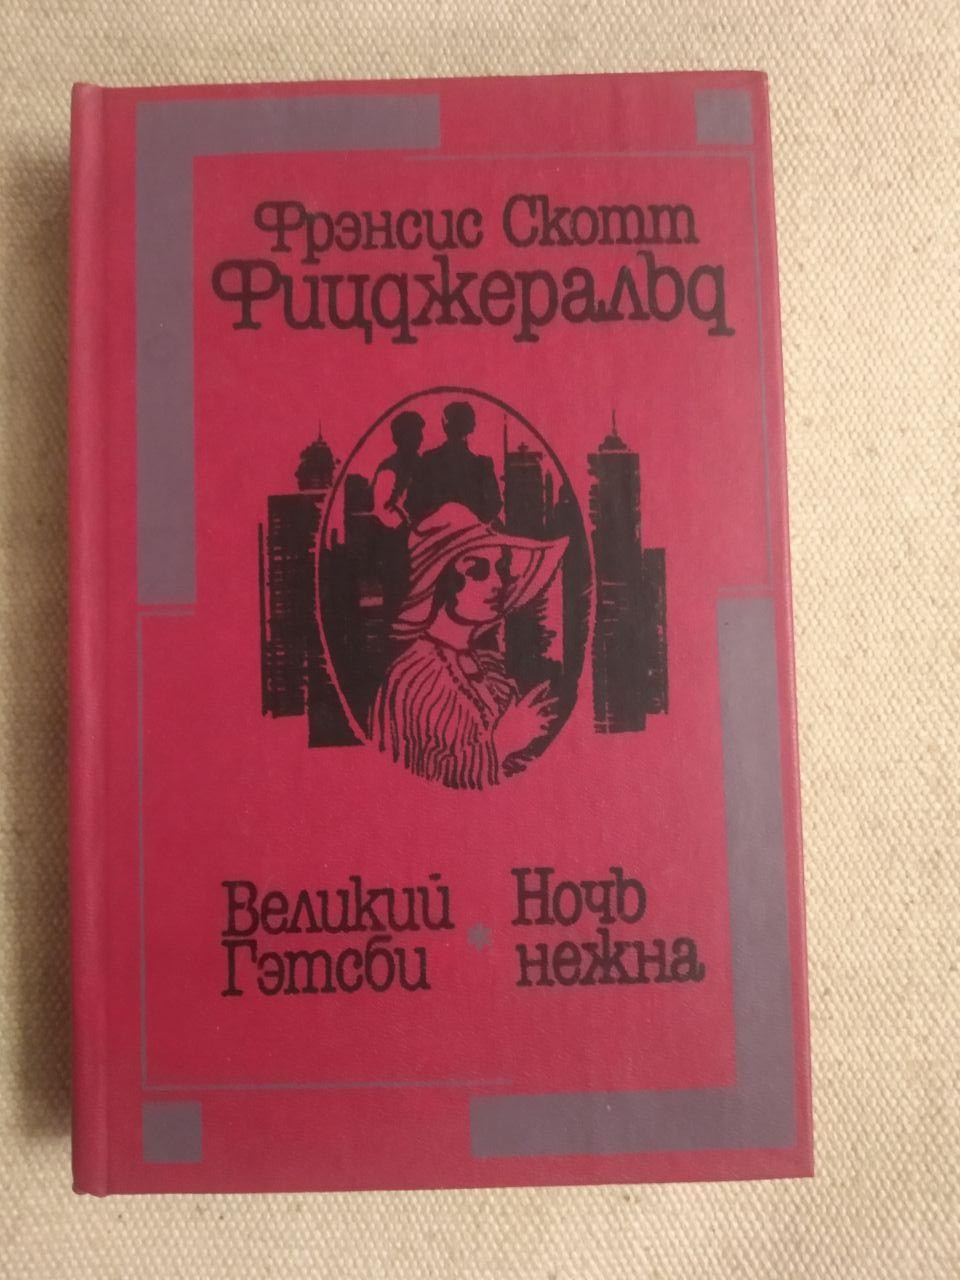 Фрэнсис Скотт
Фицджеральд
Великий
Гэтсби
*
Ночь
нежна